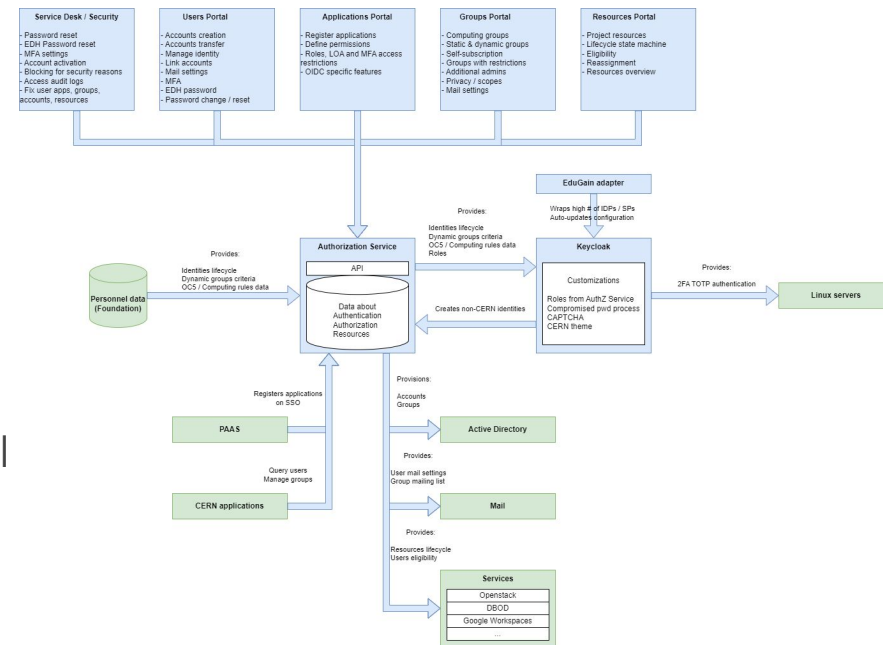 Service Desk / Security
- Password reset
- EDH Password reset
- MFA settings
- Account activation
- Blocking for security reasons
- Access audit logs
- Fix user apps, groups,
accounts, resources
Users Portal
- Accounts creation
- Accounts transfer
- Manage identity
- Link accounts
- Mail settings
- MFA
- EDH password
- Password change / reset
Applications Portal
- Register applications
- Define permissions
- Roles, LOA and MFA access
restrictions
- OIDC specific features
Groups Portal
- Computing groups
- Static & dynamic groups
- Self-subscription
- Groups with restrictions
- Additional admins
- Privacy / scopes
- Mail settings
Resources Portal
- Project resources
- Lifecycle state machine
- Eligibility
- Reassignment
- Resources overview
EduGain adapter
Wraps high # of IDPs / SPs
Auto-updates configuration
Provides:
Identities lifecycle
Dynamic groups criteria
OC5 / Computing rules data
Roles
Authorization Service
API
Data about
Authentication
Authorization
Resources
Keycloak
Customizations
Roles from AuthZ Service
Compromised pwd process
CAPTCHA
CERN theme
Provides:
2FA TOTP authentication
Linux servers
Provides:
Identities lifecycle
Dynamic groups criteria
OC5 / Computing rules data
Personnel data
(Foundation)
Creates non-CERN identities
Registers applications
on SSO
PAAS
Query users
Manage groups
CERN applications
Provisions:
Accounts
Groups
Active Directory
Provides:
User mail settings
Group mailing list
Mail
Provides:
Resources lifecycle
Users eligibility
Services
Openstack
DBOD
Google Workspaces
...